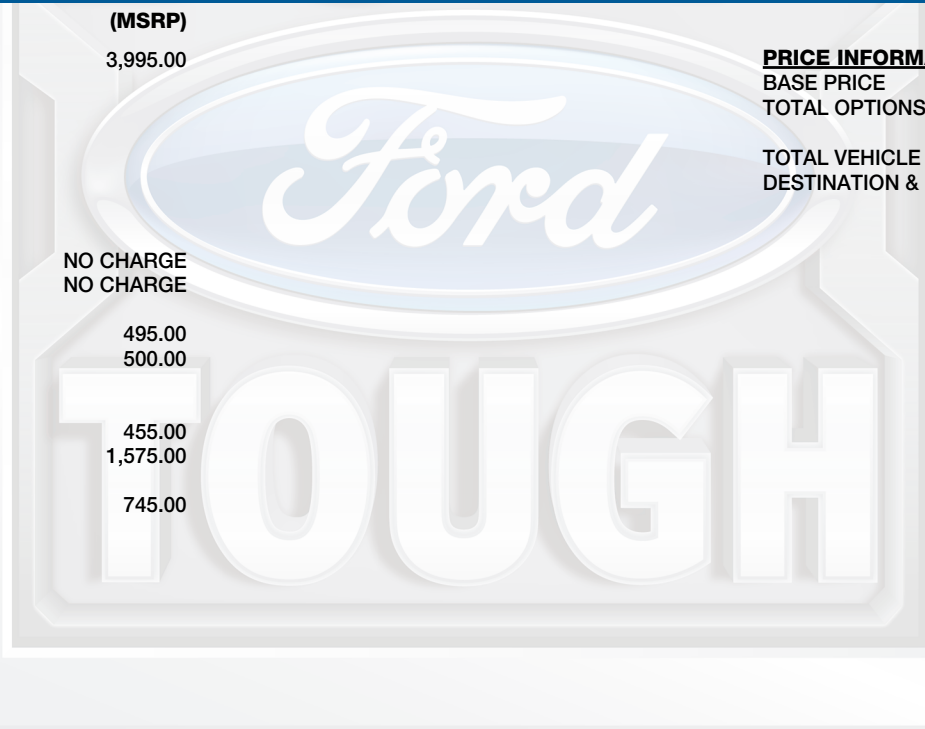 (MSRP)
3,995.00
NO CHARGE
NO CHARGE
495.00
500.00
455.00
1,575.00
745.00
PRICE INFORM
BASE PRICE
TOTAL OPTIONS
TOTAL VEHICLE
DESTINATION &
Ford
TOUGH